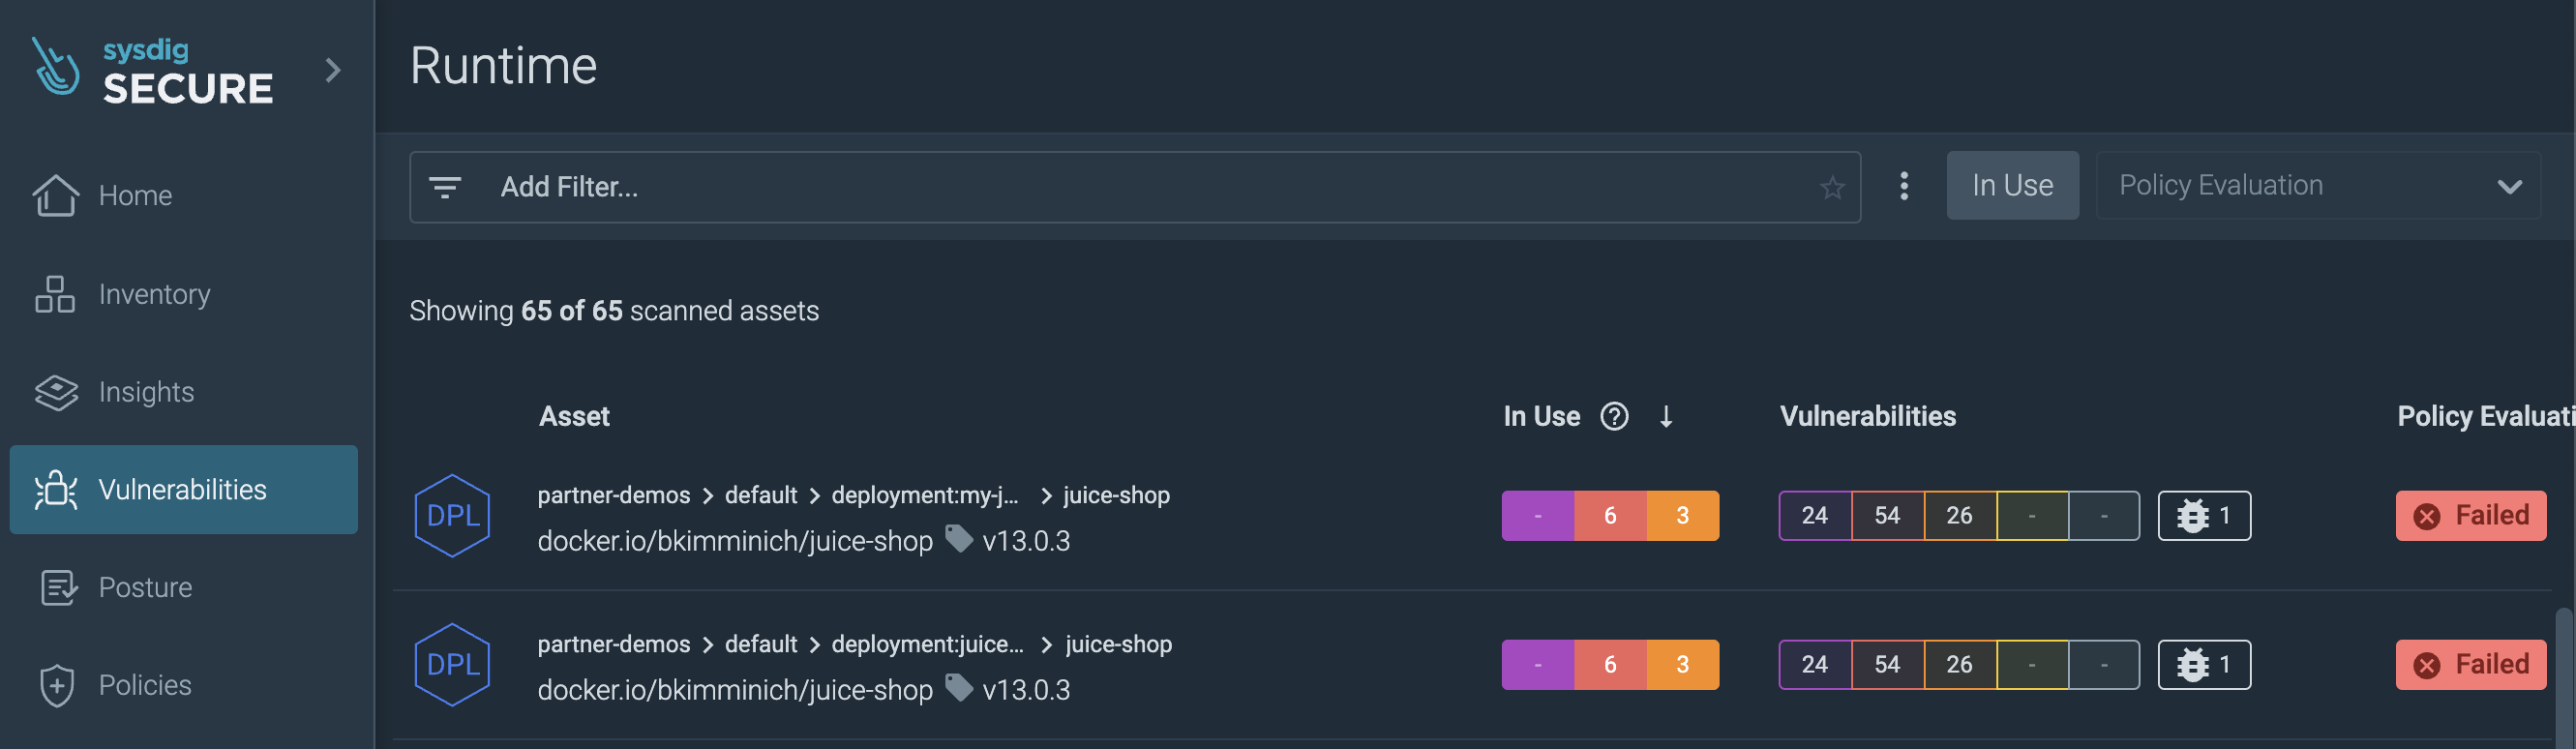 sysdig
SECURE
Home
Inventory
Insights
Vulnerabilities
Posture
Policies
Runtime
Add Filter...
In Use
Policy Evaluation
Showing 65 of 65 scanned assets
Asset In Use ? ↓ Vulnerabilities Policy Evaluati
DPL partner-demos > default > deployment:my-j... > juice-shop
docker.io/bkimminich/juice-shop v13.0.3
- 6 3 24 54 26 - - 1 Failed
DPL partner-demos > default > deployment:juice... > juice-shop
docker.io/bkimminich/juice-shop v13.0.3
- 6 3 24 54 26 - - 1 Failed